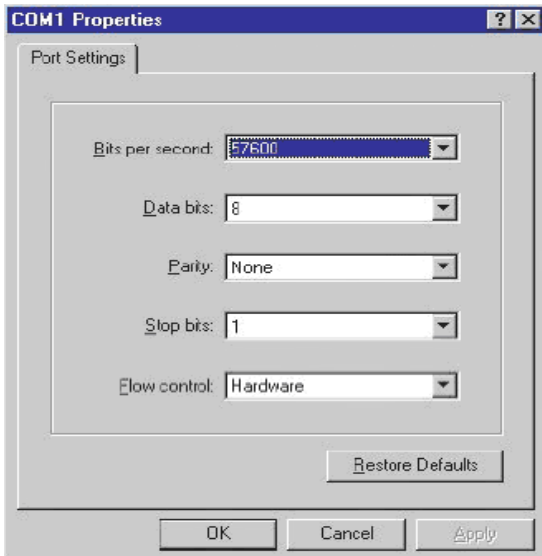 COM1 Properties
Port Settings
Bits per second: 57600
Data bits: 8
Parity: None
Stop bits: 1
Flow control: Hardware
Restore Defaults
OK Cancel Apply